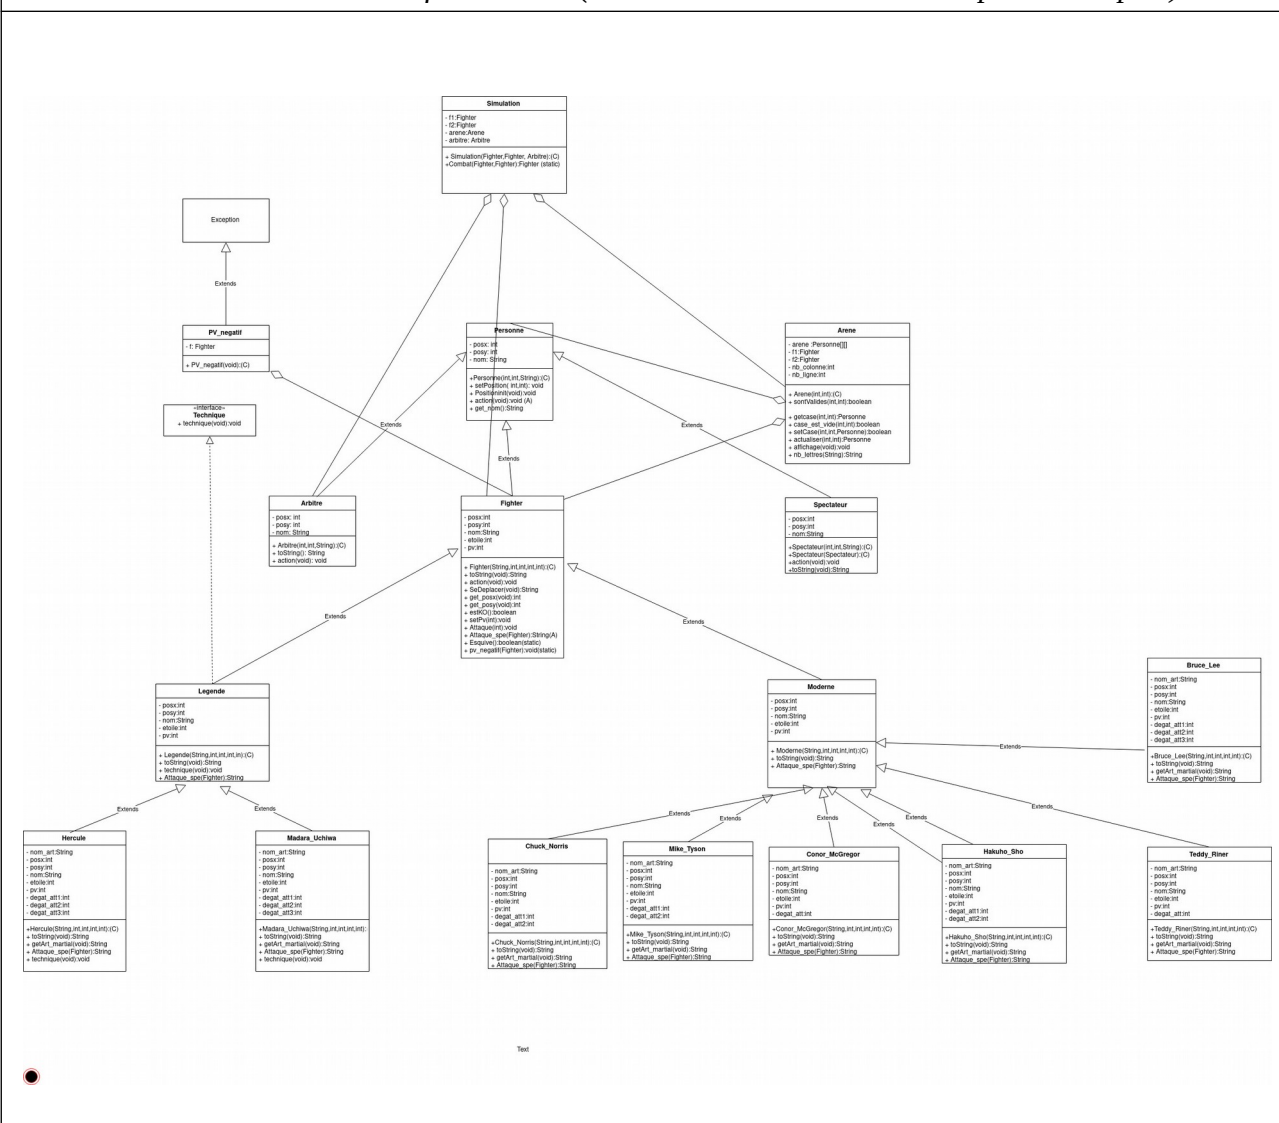 Simulation
- f1:Fighter
- f2:Fighter
- arene:Arene
- arbitre: Arbitre
+ Simulation(Fighter,Fighter, Arbitre):(C)
+Combat(Fighter,Fighter):Fighter (static)
Exception
Extends
PV_negatif
- f: Fighter
+ PV_negatif(void):(C)
«interface»
Technique
+ technique(void):void
Personne
- posx: int
- posy: int
- nom: String
+Personne(int,int,String):(C)
+ setPosition( int,int): void
+ PositionInit(void):void
+ action(void):void (A)
+ get_nom():String
Arene
- arene :Personne[][]
- f1:Fighter
- f2:Fighter
- nb_colonne:int
- nb_ligne:int
+ Arene(int,int):(C)
+ sontValides(int,int):boolean
+ getcase(int,int):Personne
+ case_est_vide(int,int):boolean
+ setCase(int,int,Personne):boolean
+ actualiser(int,int):Personne
+ affichage(void):void
+ nb_lettres(String):String
Extends
Extends
Extends
Arbitre
- posx: int
- posy: int
- nom: String
+ Arbitre(int,int,String):(C)
+ toString(): String
+ action(void): void
Fighter
- posx:int
- posy:int
- nom:String
- etoile:int
- pv:int
+ Fighter(String,int,int,int,int):(C)
+ toString(void):String
+ action(void):void
+ SeDeplacer(void):String
+ get_posx(void):int
+ get_posy(void):int
+ estKO():boolean
+ setPv(int):void
+ Attaque(int):void
+ Attaque_spe(Fighter):String(A)
+ Esquive():boolean(static)
+ pv_negatif(Fighter):void(static)
Spectateur
- posx:int
- posy:int
- nom:String
+Spectateur(int,int,String):(C)
+Spectateur(Spectateur):(C)
+action(void):void
+toString(void):String
Extends
Extends
Legende
- posx:int
- posy:int
- nom:String
- etoile:int
- pv:int
+ Legende(String,int,int,int,in):(C)
+ toString(void):String
+ technique(void):void
+ Attaque_spe(Fighter):String
Moderne
- posx:int
- posy:int
- nom:String
- etoile:int
- pv:int
+ Moderne(String,int,int,int,int):(C)
+ toString(void):String
+ Attaque_spe(Fighter):String
Bruce_Lee
- nom_art:String
- posx:int
- posy:int
- nom:String
- etoile:int
- pv:int
- degat_att1:int
- degat_att2:int
- degat_att3:int
+Bruce_Lee(String,int,int,int,int):(C)
+ toString(void):String
+ getArt_martial(void):String
+ Attaque_spe(Fighter):String
Extends
Extends
Extends
Extends
Extends
Extends
Extends
Extends
Extends
Hercule
- nom_art:String
- posx:int
- posy:int
- nom:String
- etoile:int
- pv:int
- degat_att1:int
- degat_att2:int
- degat_att3:int
+Hercule(String,int,int,int,int):(C)
+ toString(void):String
+ getArt_martial(void):String
+ Attaque_spe(Fighter):String
+ technique(void):void
Madara_Uchiwa
- nom_art:String
- posx:int
- posy:int
- nom:String
- etoile:int
- pv:int
- degat_att1:int
- degat_att2:int
- degat_att3:int
+Madara_Uchiwa(String,int,int,int,int):
+ toString(void):String
+ getArt_martial(void):String
+ Attaque_spe(Fighter):String
+ technique(void):void
Chuck_Norris
- nom_art:String
- posx:int
- posy:int
- nom:String
- etoile:int
- pv:int
- degat_att1:int
- degat_att2:int
+Chuck_Norris(String,int,int,int,int):(C)
+ toString(void):String
+ getArt_martial(void):String
+ Attaque_spe(Fighter):String
Mike_Tyson
- nom_art:String
- posx:int
- posy:int
- nom:String
- etoile:int
- pv:int
- degat_att1:int
- degat_att2:int
+Mike_Tyson(String,int,int,int,int):(C)
+ toString(void):String
+ getArt_martial(void):String
+ Attaque_spe(Fighter):String
Conor_McGregor
- nom_art:String
- posx:int
- posy:int
- nom:String
- etoile:int
- pv:int
- degat_att:int
+Conor_McGregor(String,int,int,int,int):(C)
+ toString(void):String
+ getArt_martial(void):String
+ Attaque_spe(Fighter):String
Hakuho_Sho
- nom_art:String
- posx:int
- posy:int
- nom:String
- etoile:int
- pv:int
- degat_att1:int
- degat_att2:int
+Hakuho_Sho(String,int,int,int,int):(C)
+ toString(void):String
+ getArt_martial(void):String
+ Attaque_spe(Fighter):String
Teddy_Riner
- nom_art:String
- posx:int
- posy:int
- nom:String
- etoile:int
- pv:int
- degat_att:int
+Teddy_Riner(String,int,int,int,int):(C)
+ toString(void):String
+ getArt_martial(void):String
+ Attaque_spe(Fighter):String
Text